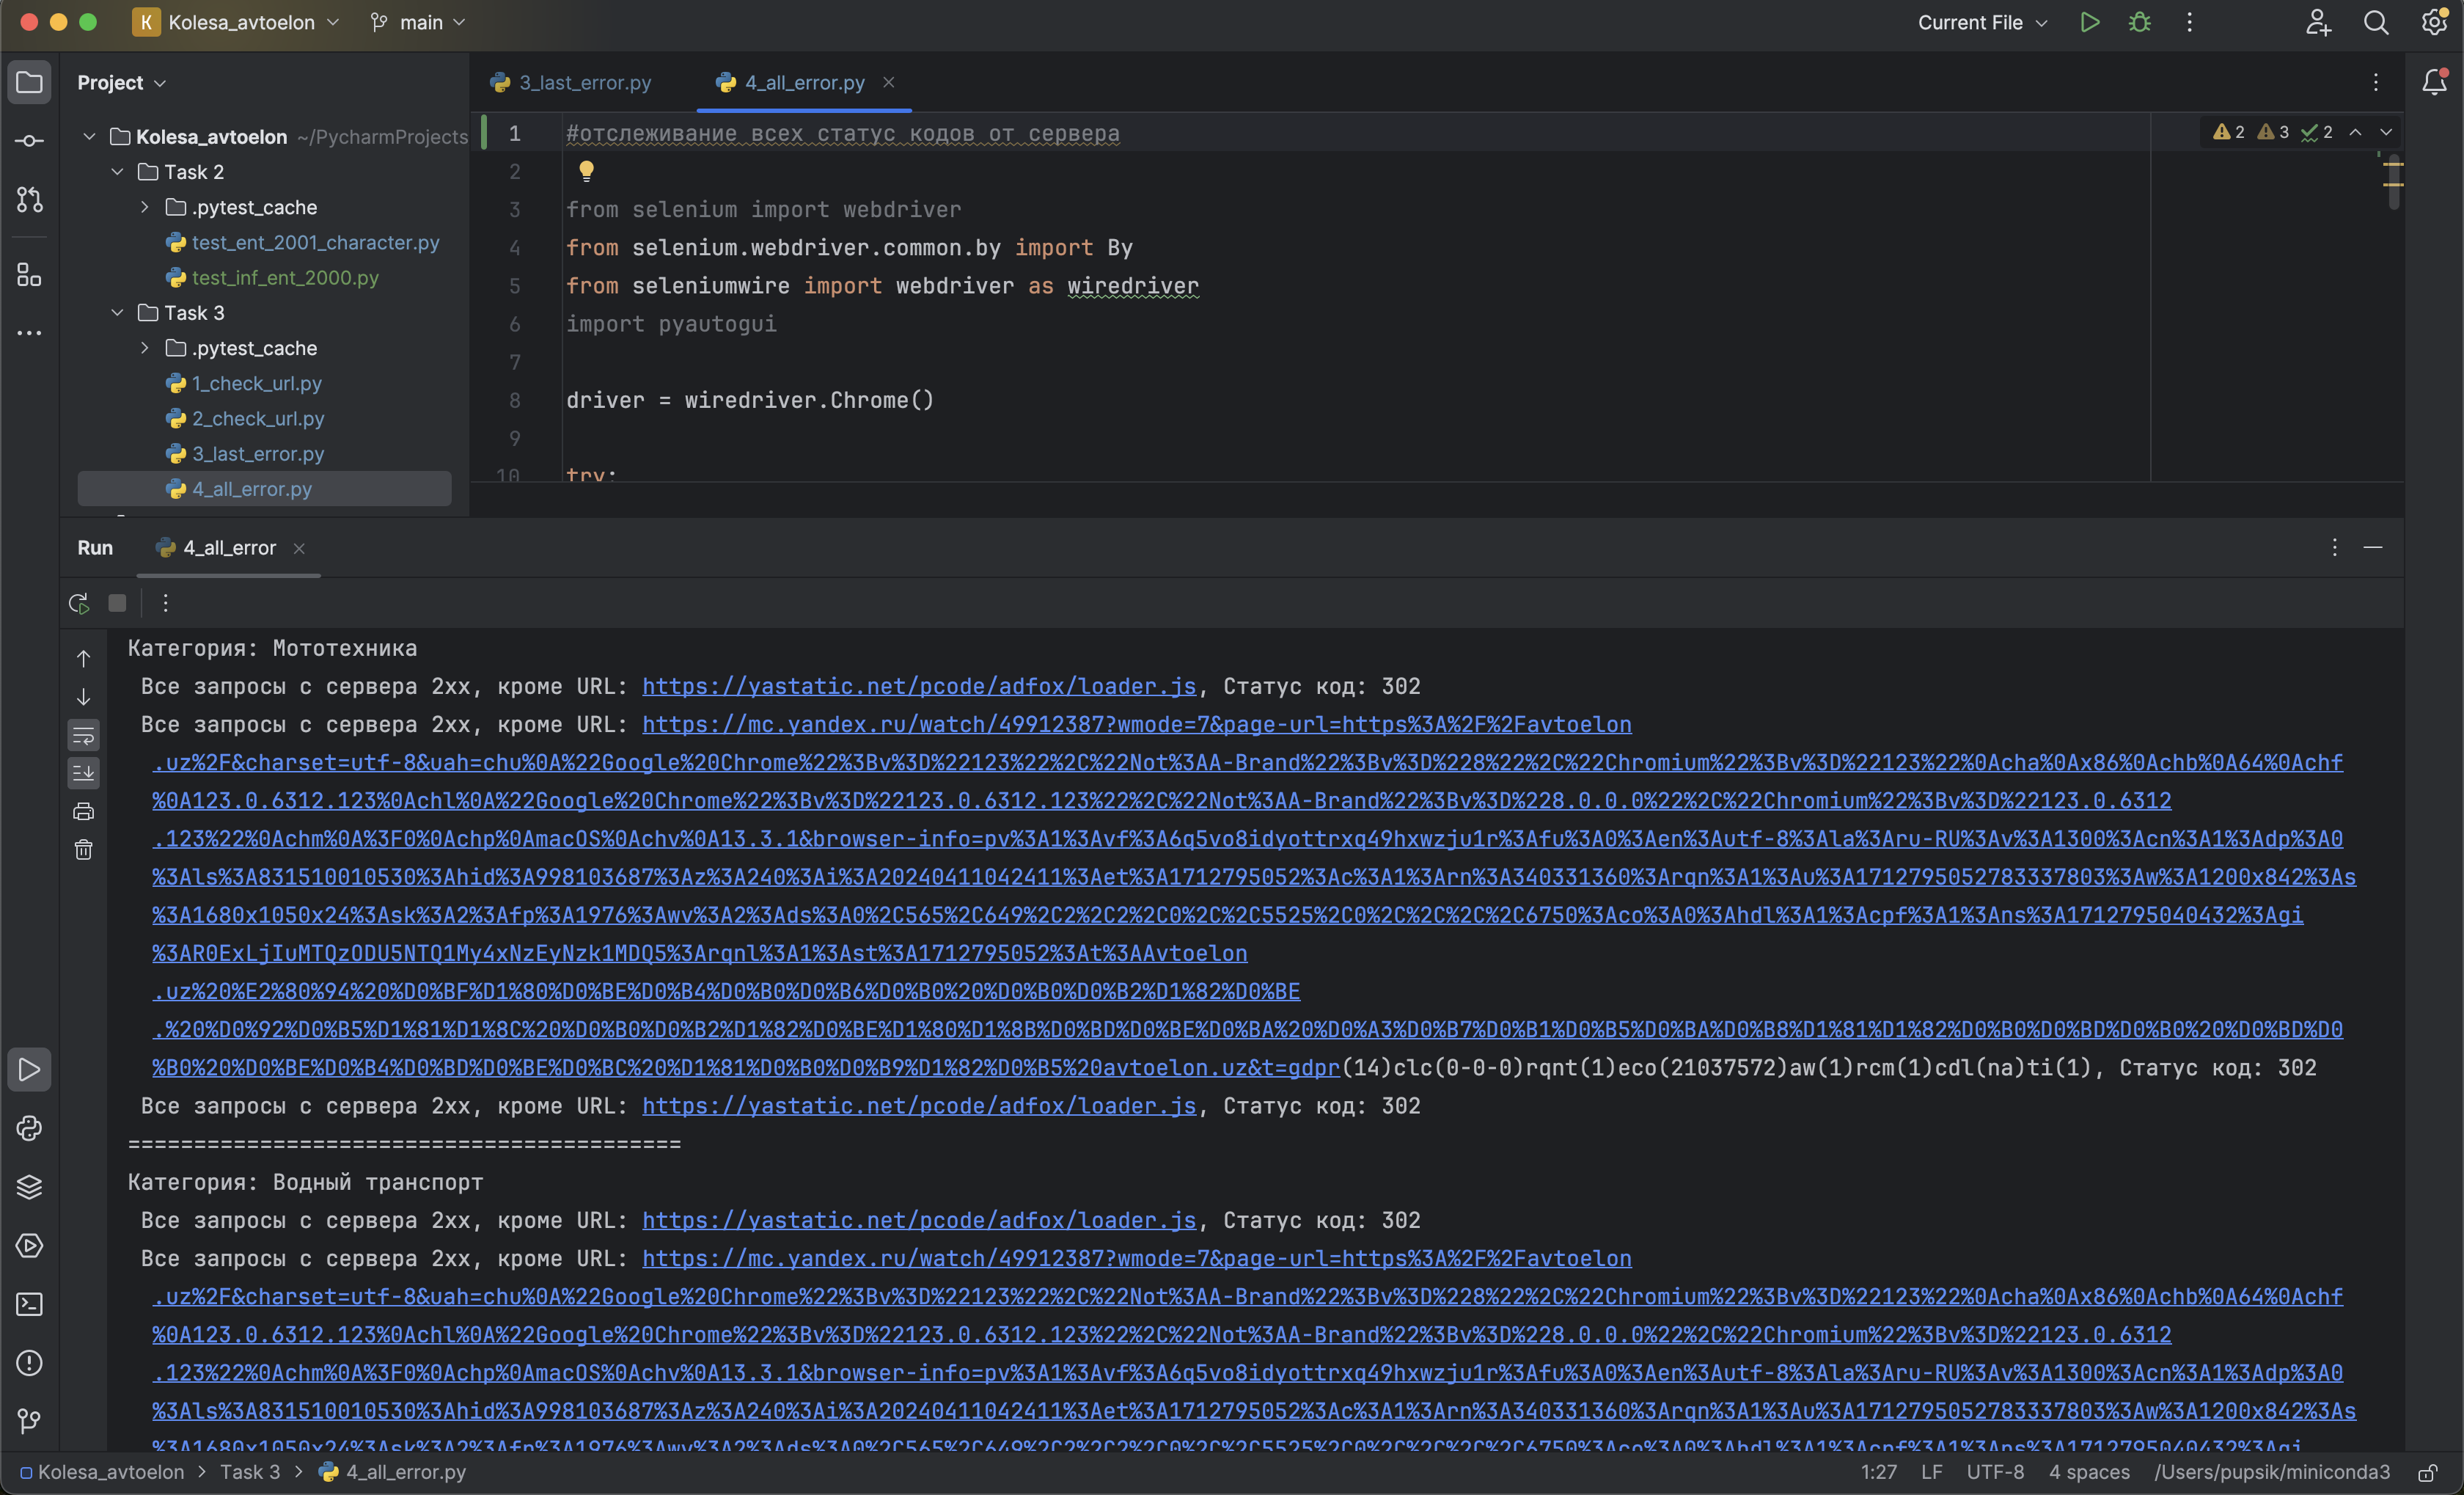 K Kolesa_avtoelon main Current File
Project
3_last_error.py 4_all_error.py
Kolesa_avtoelon ~/PycharmProjects
Task 2
.pytest_cache
test_ent_2001_character.py
test_inf_ent_2000.py
Task 3
.pytest_cache
1_check_url.py
2_check_url.py
3_last_error.py
4_all_error.py
2 3 2
1 #отслеживание всех статус кодов от сервера
2
3 from selenium import webdriver
4 from selenium.webdriver.common.by import By
5 from seleniumwire import webdriver as wiredriver
6 import pyautogui
7
8 driver = wiredriver.Chrome()
9
10 try:
Run 4_all_error
Категория: Мототехника
Все запросы с сервера 2xx, кроме URL: https://yastatic.net/pcode/adfox/loader.js, Статус код: 302
Все запросы с сервера 2xx, кроме URL: https://mc.yandex.ru/watch/49912387?wmode=7&page-url=https%3A%2F%2Favtoelon
.uz%2F&charset=utf-8&uah=chu%0A%22Google%20Chrome%22%3Bv%3D%22123%22%2C%22Not%3AA-Brand%22%3Bv%3D%228%22%2C%22Chromium%22%3Bv%3D%22123%22%0Acha%0Ax86%0Achb%0A64%0Achf
%0A123.0.6312.123%0Achl%0A%22Google%20Chrome%22%3Bv%3D%22123.0.6312.123%22%2C%22Not%3AA-Brand%22%3Bv%3D%228.0.0.0%22%2C%22Chromium%22%3Bv%3D%22123.0.6312
.123%22%0Achm%0A%3F0%0Achp%0AmacOS%0Achv%0A13.3.1&browser-info=pv%3A1%3Avf%3A6q5vo8idyottrxq49hxwzju1r%3Afu%3A0%3Aen%3Autf-8%3Ala%3Aru-RU%3Av%3A1300%3Acn%3A1%3Adp%3A0
%3Als%3A831510010530%3Ahid%3A998103687%3Az%3A240%3Ai%3A20240411042411%3Aet%3A1712795052%3Ac%3A1%3Arn%3A340331360%3Arqn%3A1%3Au%3A1712795052783337803%3Aw%3A1200x842%3As
%3A1680x1050x24%3Ask%3A2%3Afp%3A1976%3Awv%3A2%3Ads%3A0%2C565%2C649%2C2%2C2%2C0%2C%2C5525%2C0%2C%2C%2C%2C6750%3Aco%3A0%3Ahdl%3A1%3Acpf%3A1%3Ans%3A1712795040432%3Agi
%3AR0ExLjIuMTQzODU5NTQ1My4xNzEyNzk1MDQ5%3Arqnl%3A1%3Ast%3A1712795052%3At%3AAvtoelon
.uz%20%E2%80%94%20%D0%BF%D1%80%D0%BE%D0%B4%D0%B0%D0%B6%D0%B0%20%D0%B0%D0%B2%D1%82%D0%BE
.%20%D0%92%D0%B5%D1%81%D1%8C%20%D0%B0%D0%B2%D1%82%D0%BE%D1%80%D1%8B%D0%BD%D0%BE%D0%BA%20%D0%A3%D0%B7%D0%B1%D0%B5%D0%BA%D0%B8%D1%81%D1%82%D0%B0%D0%BD%D0%B0%20%D0%BD%D0
%B0%20%D0%BE%D0%B4%D0%BD%D0%BE%D0%BC%20%D1%81%D0%B0%D0%B9%D1%82%D0%B5%20avtoelon.uz&t=gdpr(14)clc(0-0-0)rqnt(1)eco(21037572)aw(1)rcm(1)cdl(na)ti(1), Статус код: 302
Все запросы с сервера 2xx, кроме URL: https://yastatic.net/pcode/adfox/loader.js, Статус код: 302
========================================
Категория: Водный транспорт
Все запросы с сервера 2xx, кроме URL: https://yastatic.net/pcode/adfox/loader.js, Статус код: 302
Все запросы с сервера 2xx, кроме URL: https://mc.yandex.ru/watch/49912387?wmode=7&page-url=https%3A%2F%2Favtoelon
.uz%2F&charset=utf-8&uah=chu%0A%22Google%20Chrome%22%3Bv%3D%22123%22%2C%22Not%3AA-Brand%22%3Bv%3D%228%22%2C%22Chromium%22%3Bv%3D%22123%22%0Acha%0Ax86%0Achb%0A64%0Achf
%0A123.0.6312.123%0Achl%0A%22Google%20Chrome%22%3Bv%3D%22123.0.6312.123%22%2C%22Not%3AA-Brand%22%3Bv%3D%228.0.0.0%22%2C%22Chromium%22%3Bv%3D%22123.0.6312
.123%22%0Achm%0A%3F0%0Achp%0AmacOS%0Achv%0A13.3.1&browser-info=pv%3A1%3Avf%3A6q5vo8idyottrxq49hxwzju1r%3Afu%3A0%3Aen%3Autf-8%3Ala%3Aru-RU%3Av%3A1300%3Acn%3A1%3Adp%3A0
%3Als%3A831510010530%3Ahid%3A998103687%3Az%3A240%3Ai%3A20240411042411%3Aet%3A1712795052%3Ac%3A1%3Arn%3A340331360%3Arqn%3A1%3Au%3A1712795052783337803%3Aw%3A1200x842%3As
%3A1680x1050x24%3Ask%3A2%3Afp%3A1976%3Awv%3A2%3Ads%3A0%2C565%2C649%2C2%2C2%2C0%2C%2C5525%2C0%2C%2C%2C%2C6750%3Aco%3A0%3Ahdl%3A1%3Acpf%3A1%3Ans%3A1712795040432%3Agi
Kolesa_avtoelon > Task 3 > 4_all_error.py 1:27 LF UTF-8 4 spaces /Users/pupsik/miniconda3